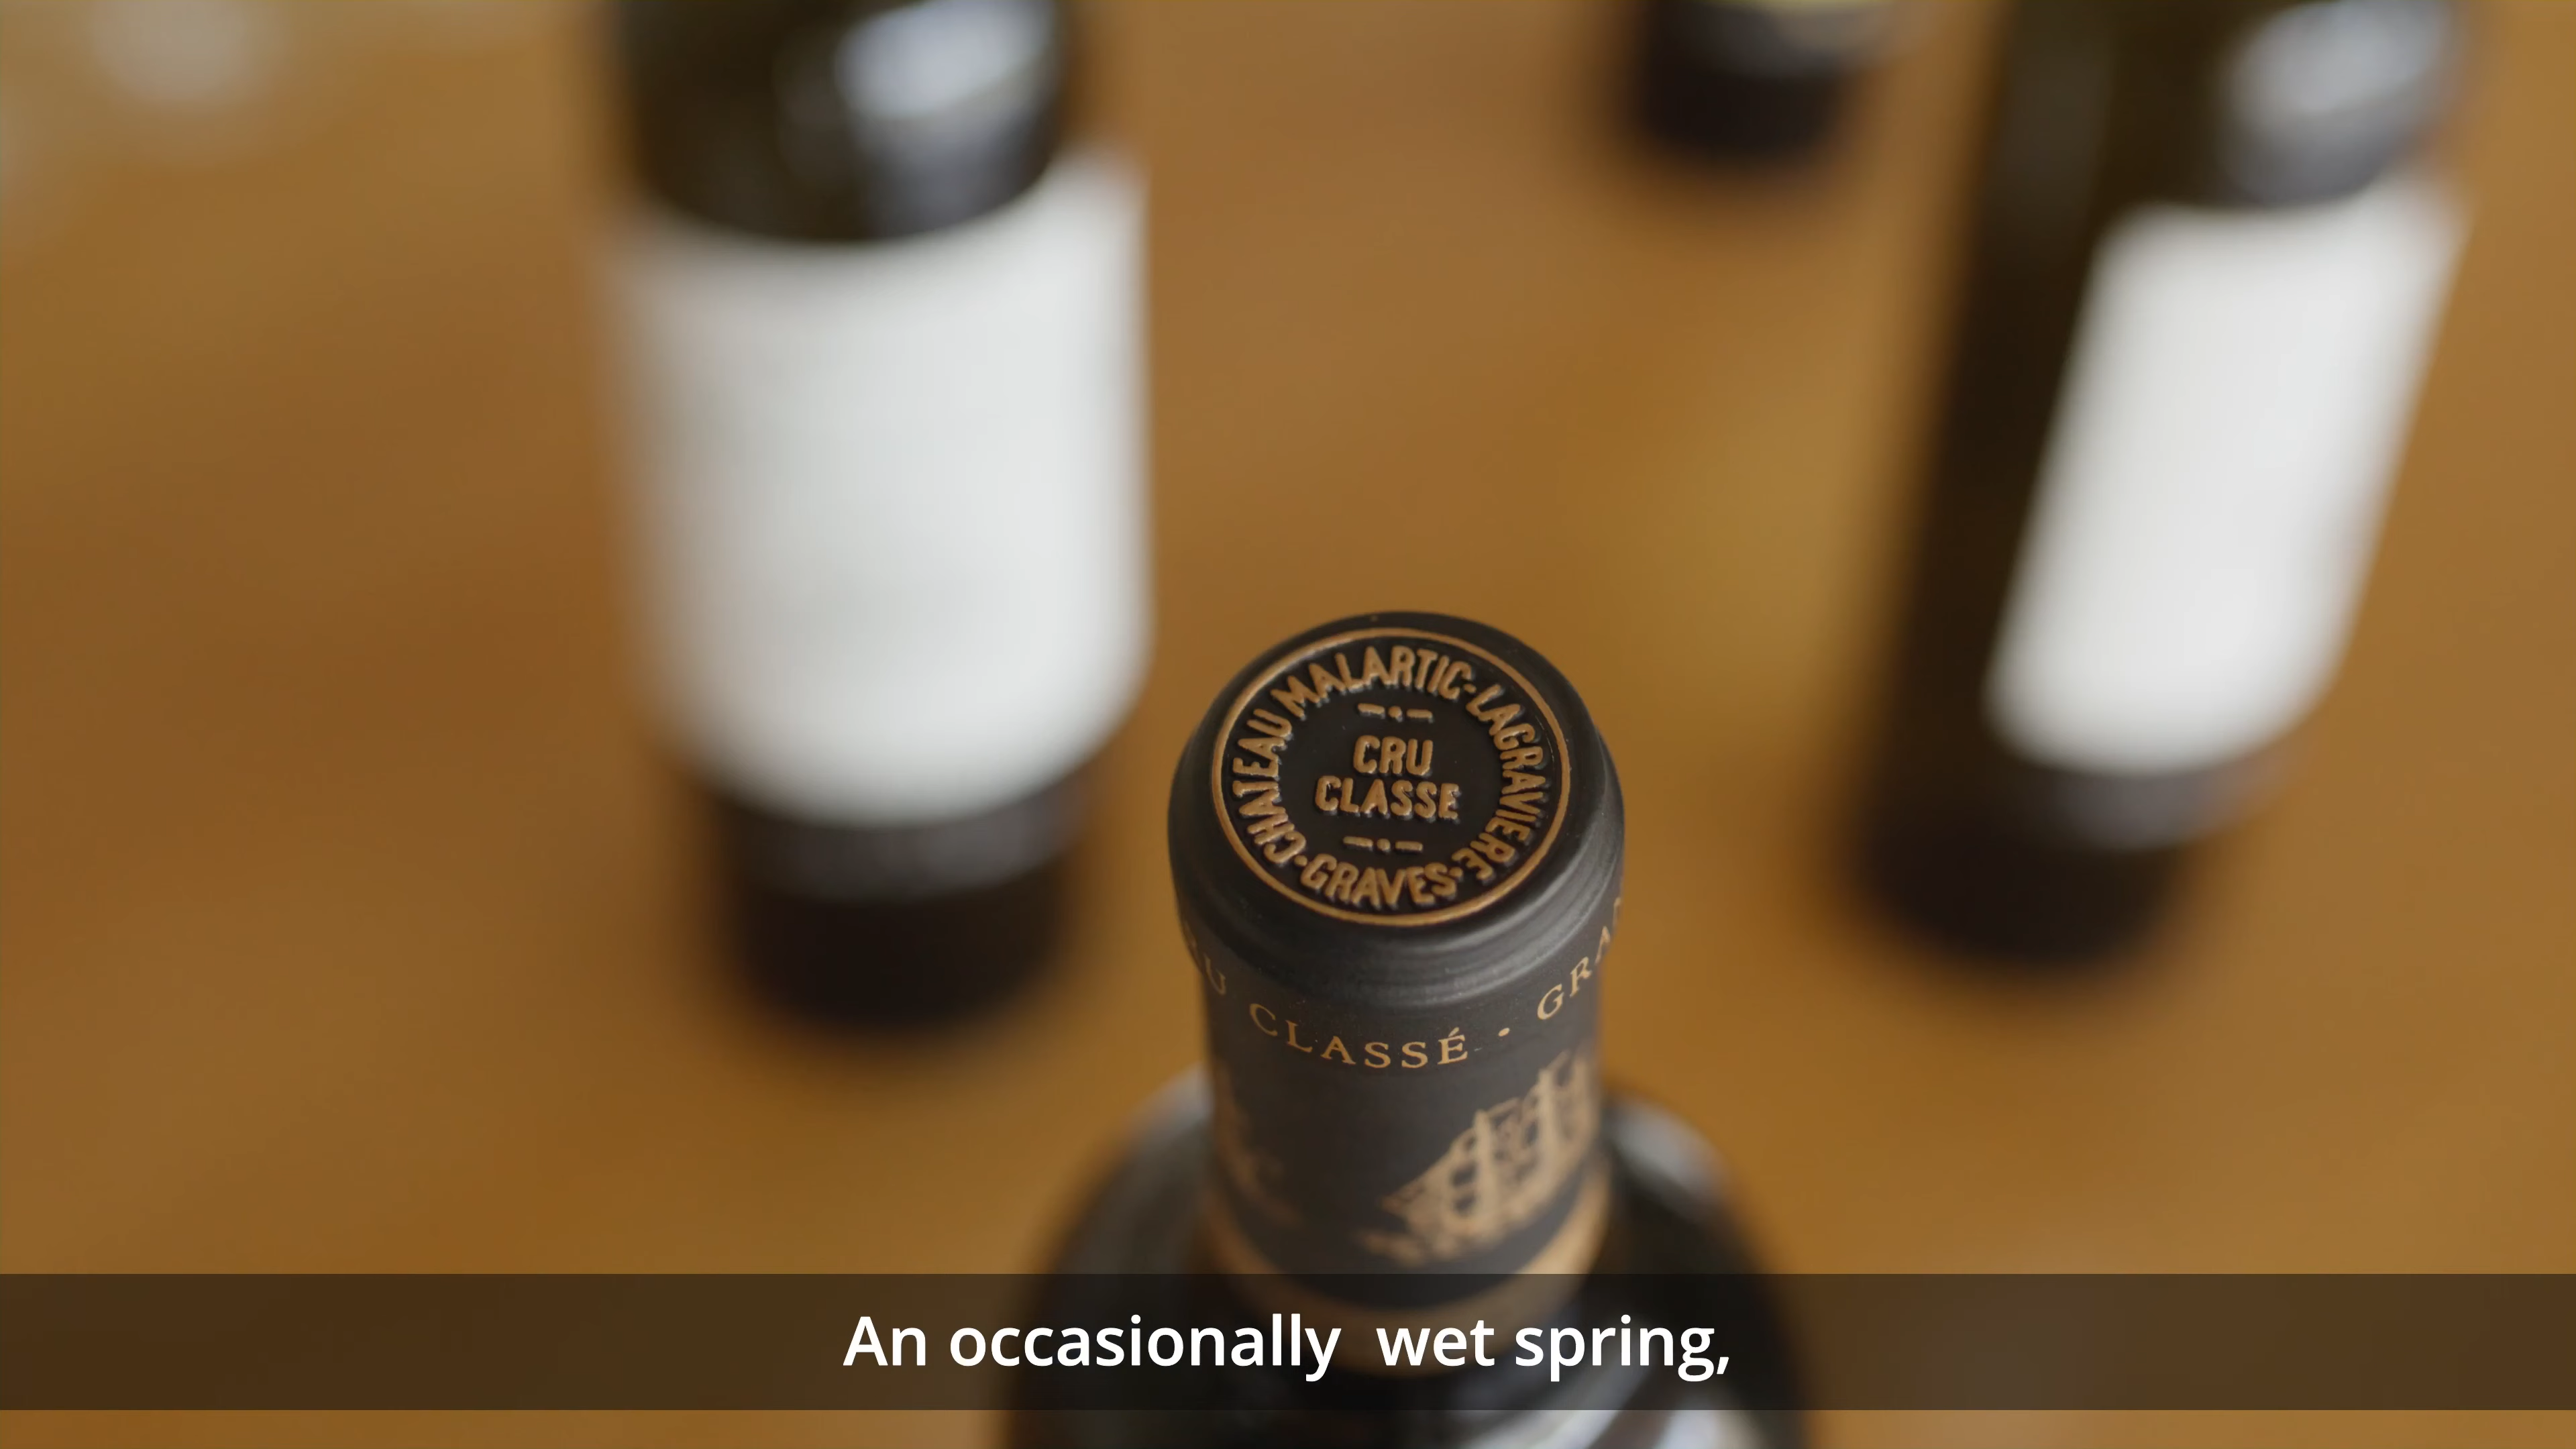 CHATEAU MALARTIC-LAGRAVIERE
CRU
CLASSE
·GRAVES·
CLASSÉ ·
An occasionally  wet spring,